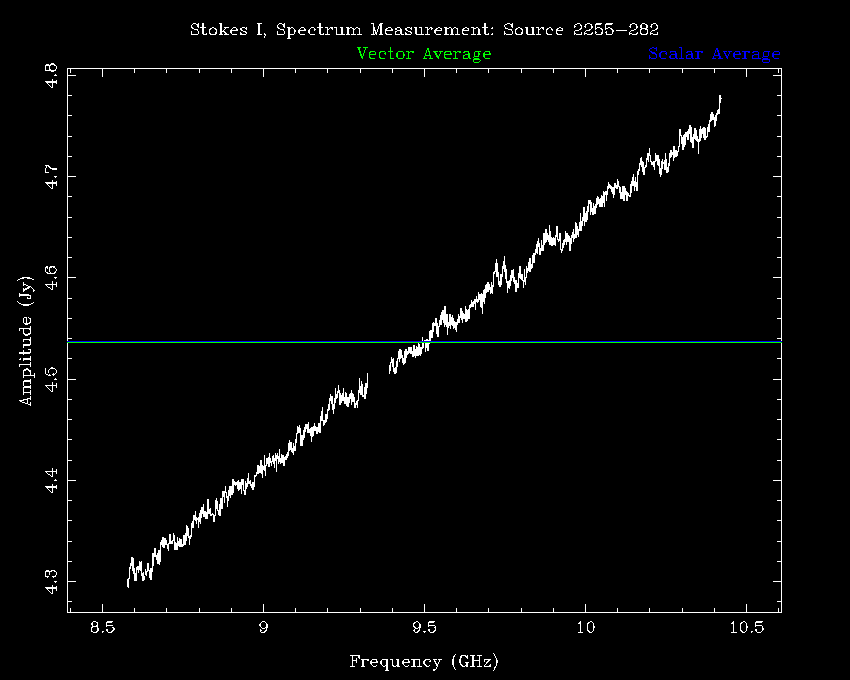 Stokes I, Spectrum Measurement: Source 2255−282
Vector Average Scalar Average
4.8
4.7
4.6
4.5
4.4
4.3
Amplitude (Jy)
8.5 9 9.5 10 10.5
Frequency (GHz)